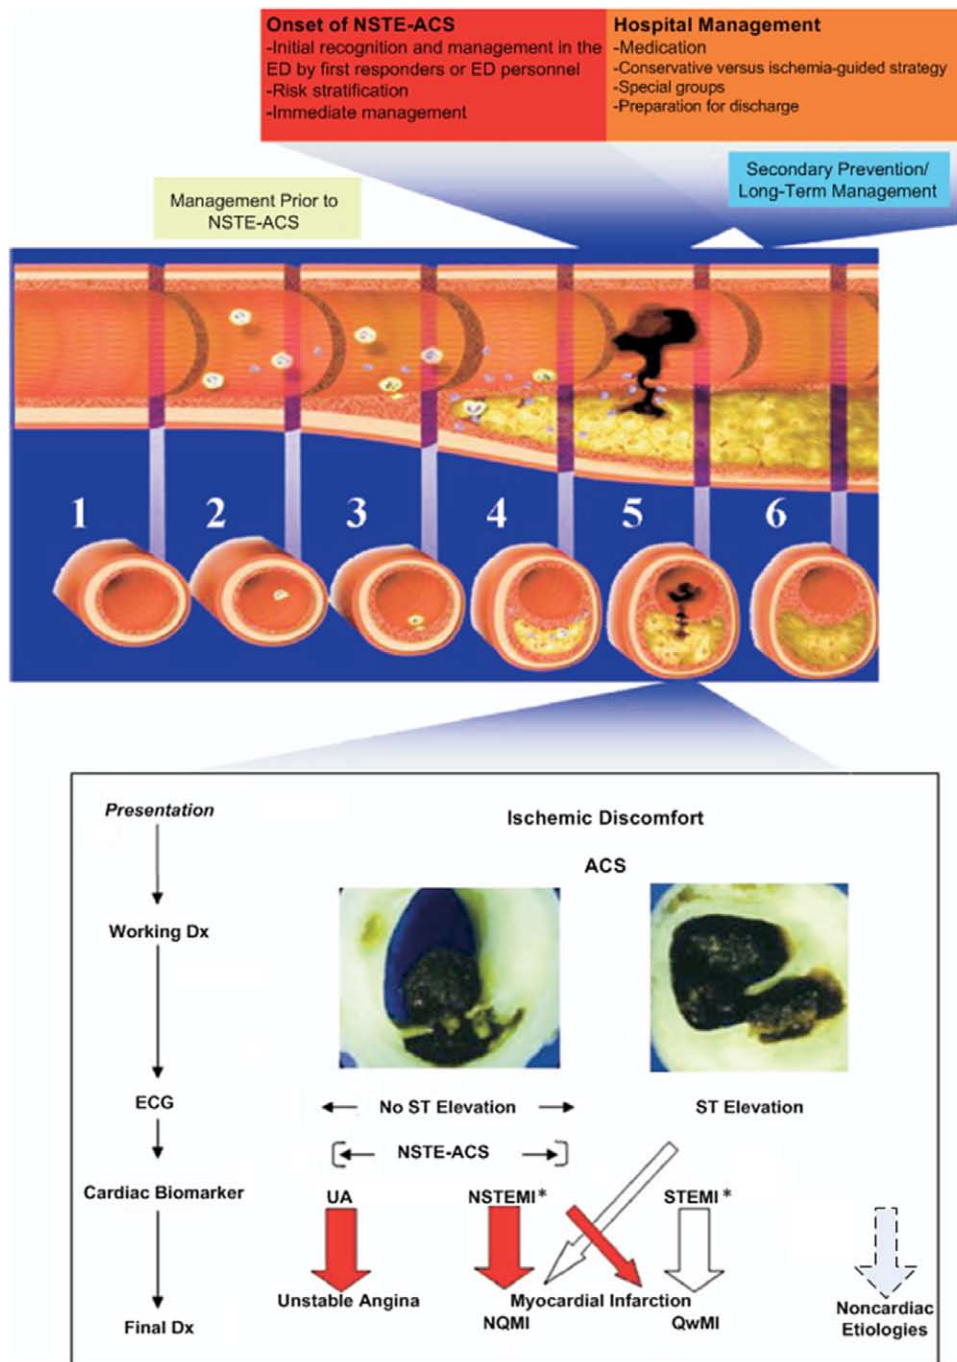 Onset of NSTE-ACS
-Initial recognition and management in the
ED by first responders or ED personnel
-Risk stratification
-Immediate management
Hospital Management
-Medication
-Conservative versus ischemia-guided strategy
-Special groups
-Preparation for discharge
Secondary Prevention/
Long-Term Management
Management Prior to
NSTE-ACS
1 2 3 4 5 6
Presentation
Ischemic Discomfort
ACS
Working Dx
ECG
No ST Elevation
ST Elevation
NSTE-ACS
Cardiac Biomarker
UA
NSTEMI*
STEMI*
Unstable Angina
Myocardial Infarction
Noncardiac
Etiologies
Final Dx
NQMI
QwMI